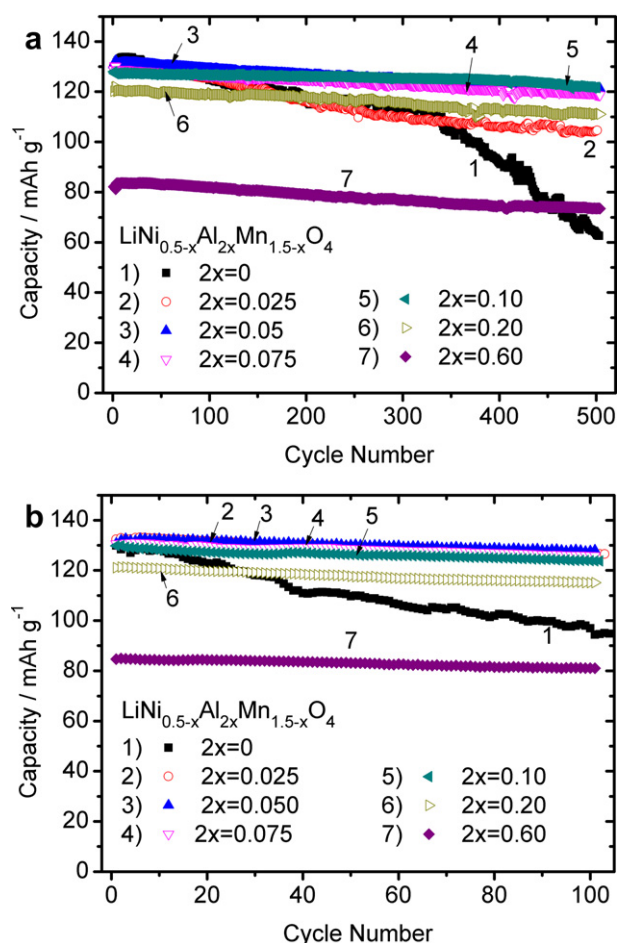 a
140
120
100
80
60
40
20
0
Capacity / mAh g⁻¹
3
4
5
6
2
1
7
LiNi₀.₅₋ₓAl₂ₓMn₁.₅₋ₓO₄
1) 2x=0
2) 2x=0.025
3) 2x=0.05
4) 2x=0.075
5) 2x=0.10
6) 2x=0.20
7) 2x=0.60
0 100 200 300 400 500
Cycle Number
b
140
120
100
80
60
40
20
0
Capacity / mAh g⁻¹
2
3
4
5
6
1
7
LiNi₀.₅₋ₓAl₂ₓMn₁.₅₋ₓO₄
1) 2x=0
2) 2x=0.025
3) 2x=0.050
4) 2x=0.075
5) 2x=0.10
6) 2x=0.20
7) 2x=0.60
0 20 40 60 80 100
Cycle Number